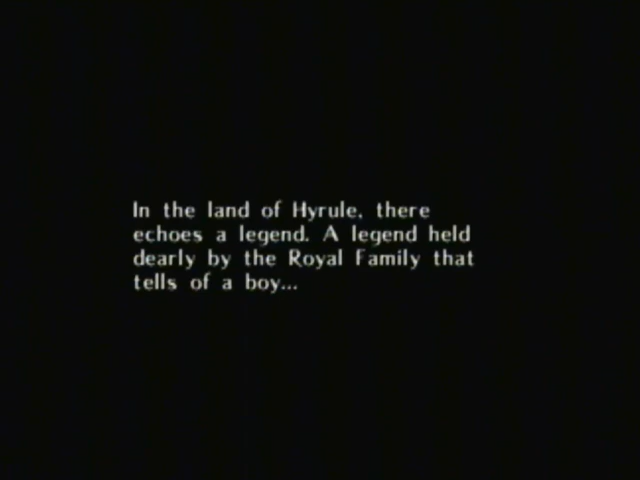 In the land of Hyrule, there
echoes a legend. A legend held
dearly by the Royal Family that
tells of a boy...